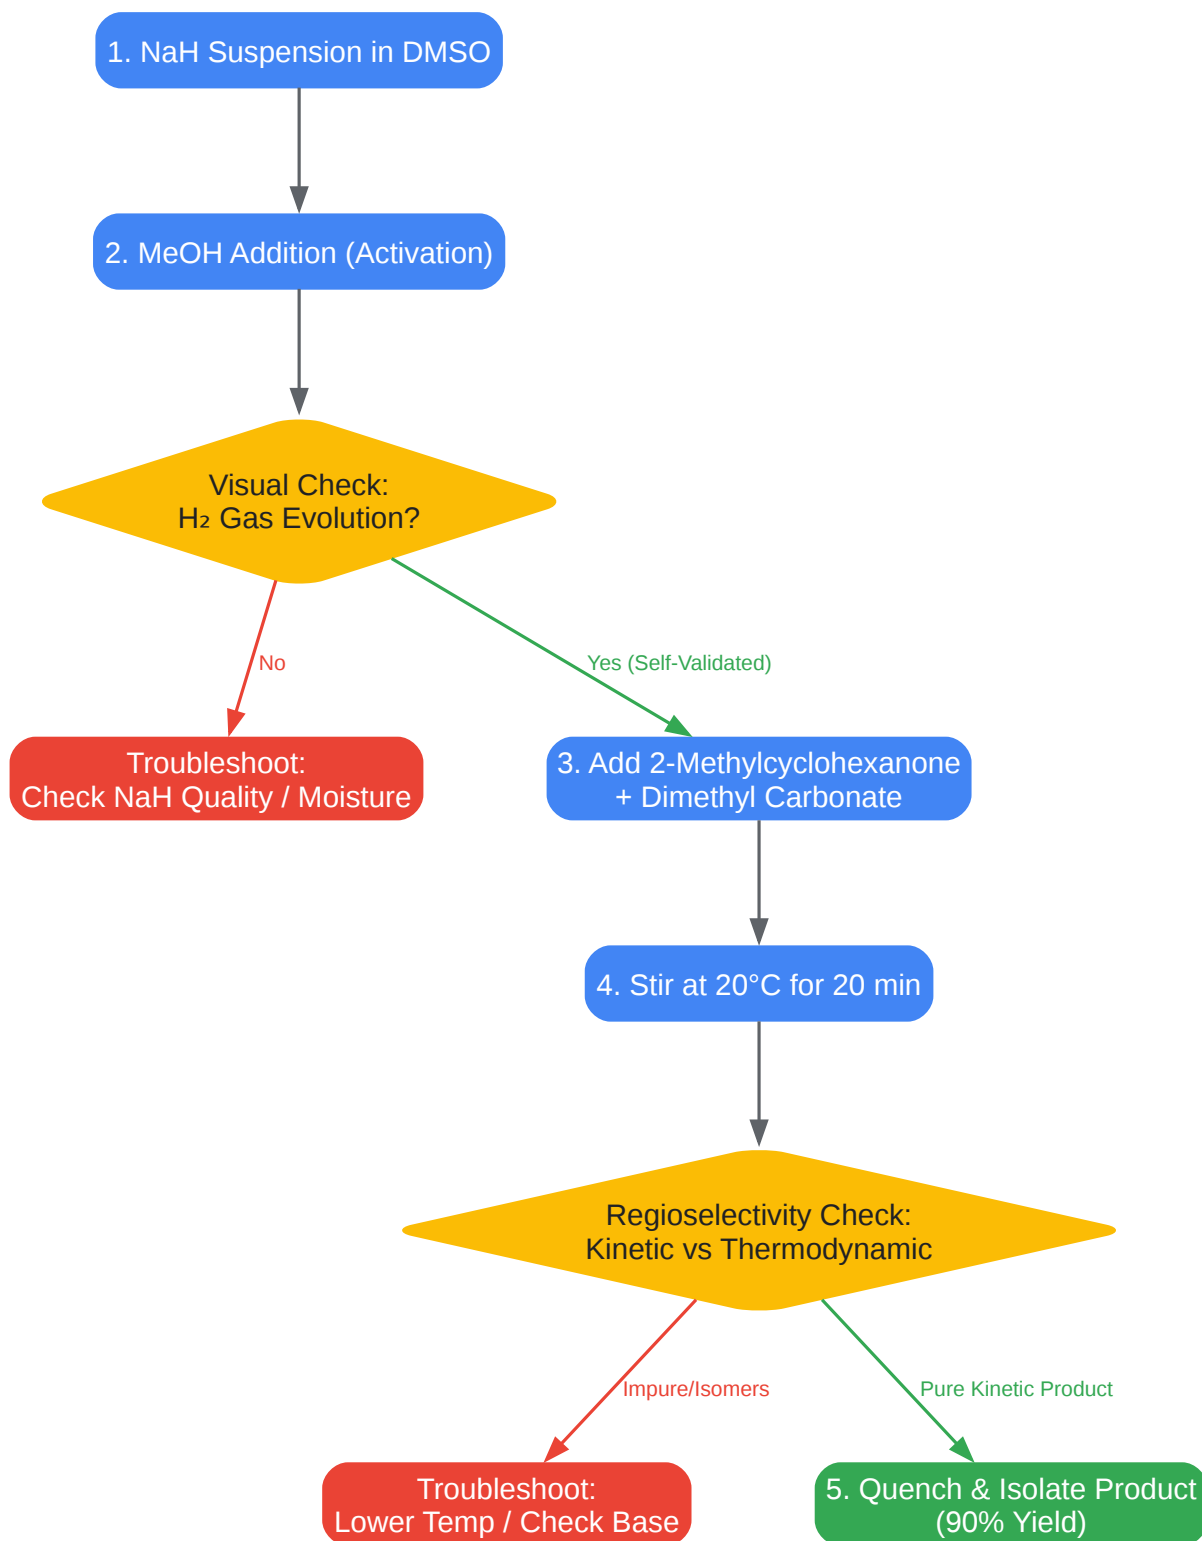 1. NaH Suspension in DMSO
2. MeOH Addition (Activation)
Visual Check:
H₂ Gas Evolution?
No
Yes (Self-Validated)
Troubleshoot:
Check NaH Quality / Moisture
3. Add 2-Methylcyclohexanone
+ Dimethyl Carbonate
4. Stir at 20°C for 20 min
Regioselectivity Check:
Kinetic vs Thermodynamic
Impure/Isomers
Pure Kinetic Product
Troubleshoot:
Lower Temp / Check Base
5. Quench & Isolate Product
(90% Yield)